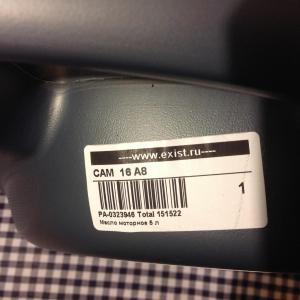 ----www.exist.ru----
CAM 16 A8
1
PA-0323946 Total 151522
Масло моторное 5 л